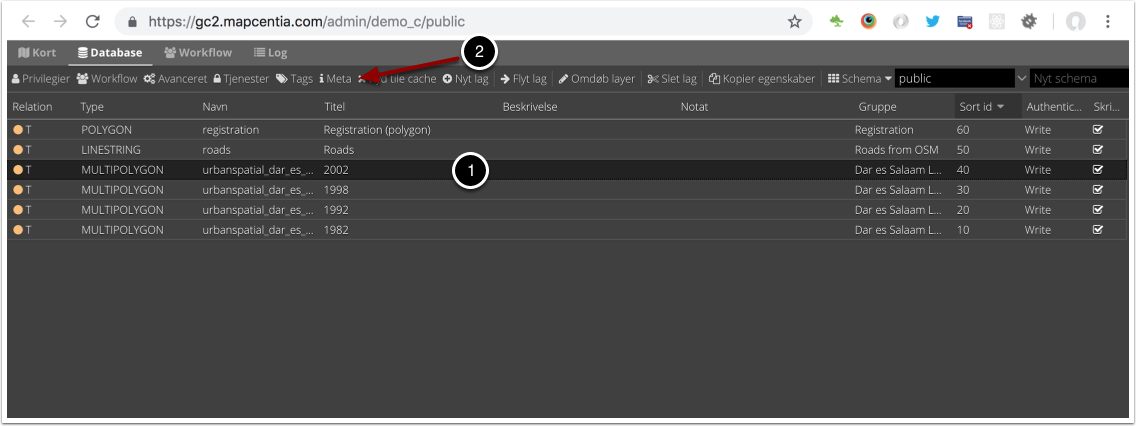 https://gc2.mapcentia.com/admin/demo_c/public
Kort Database Workflow Log
2
Privilegier Workflow Avanceret Tjenester Tags Meta tile cache Nyt lag Flyt lag Omdøb layer Slet lag Kopier egenskaber Schema public Nyt schema
Relation Type Navn Titel Beskrivelse Notat Gruppe Sort id Authentic... Skri...
T POLYGON registration Registration (polygon) Registration 60 Write
T LINESTRING roads Roads Roads from OSM 50 Write
T MULTIPOLYGON urbanspatial_dar_es_... 2002 1 Dar es Salaam L... 40 Write
T MULTIPOLYGON urbanspatial_dar_es_... 1998 Dar es Salaam L... 30 Write
T MULTIPOLYGON urbanspatial_dar_es_... 1992 Dar es Salaam L... 20 Write
T MULTIPOLYGON urbanspatial_dar_es_... 1982 Dar es Salaam L... 10 Write